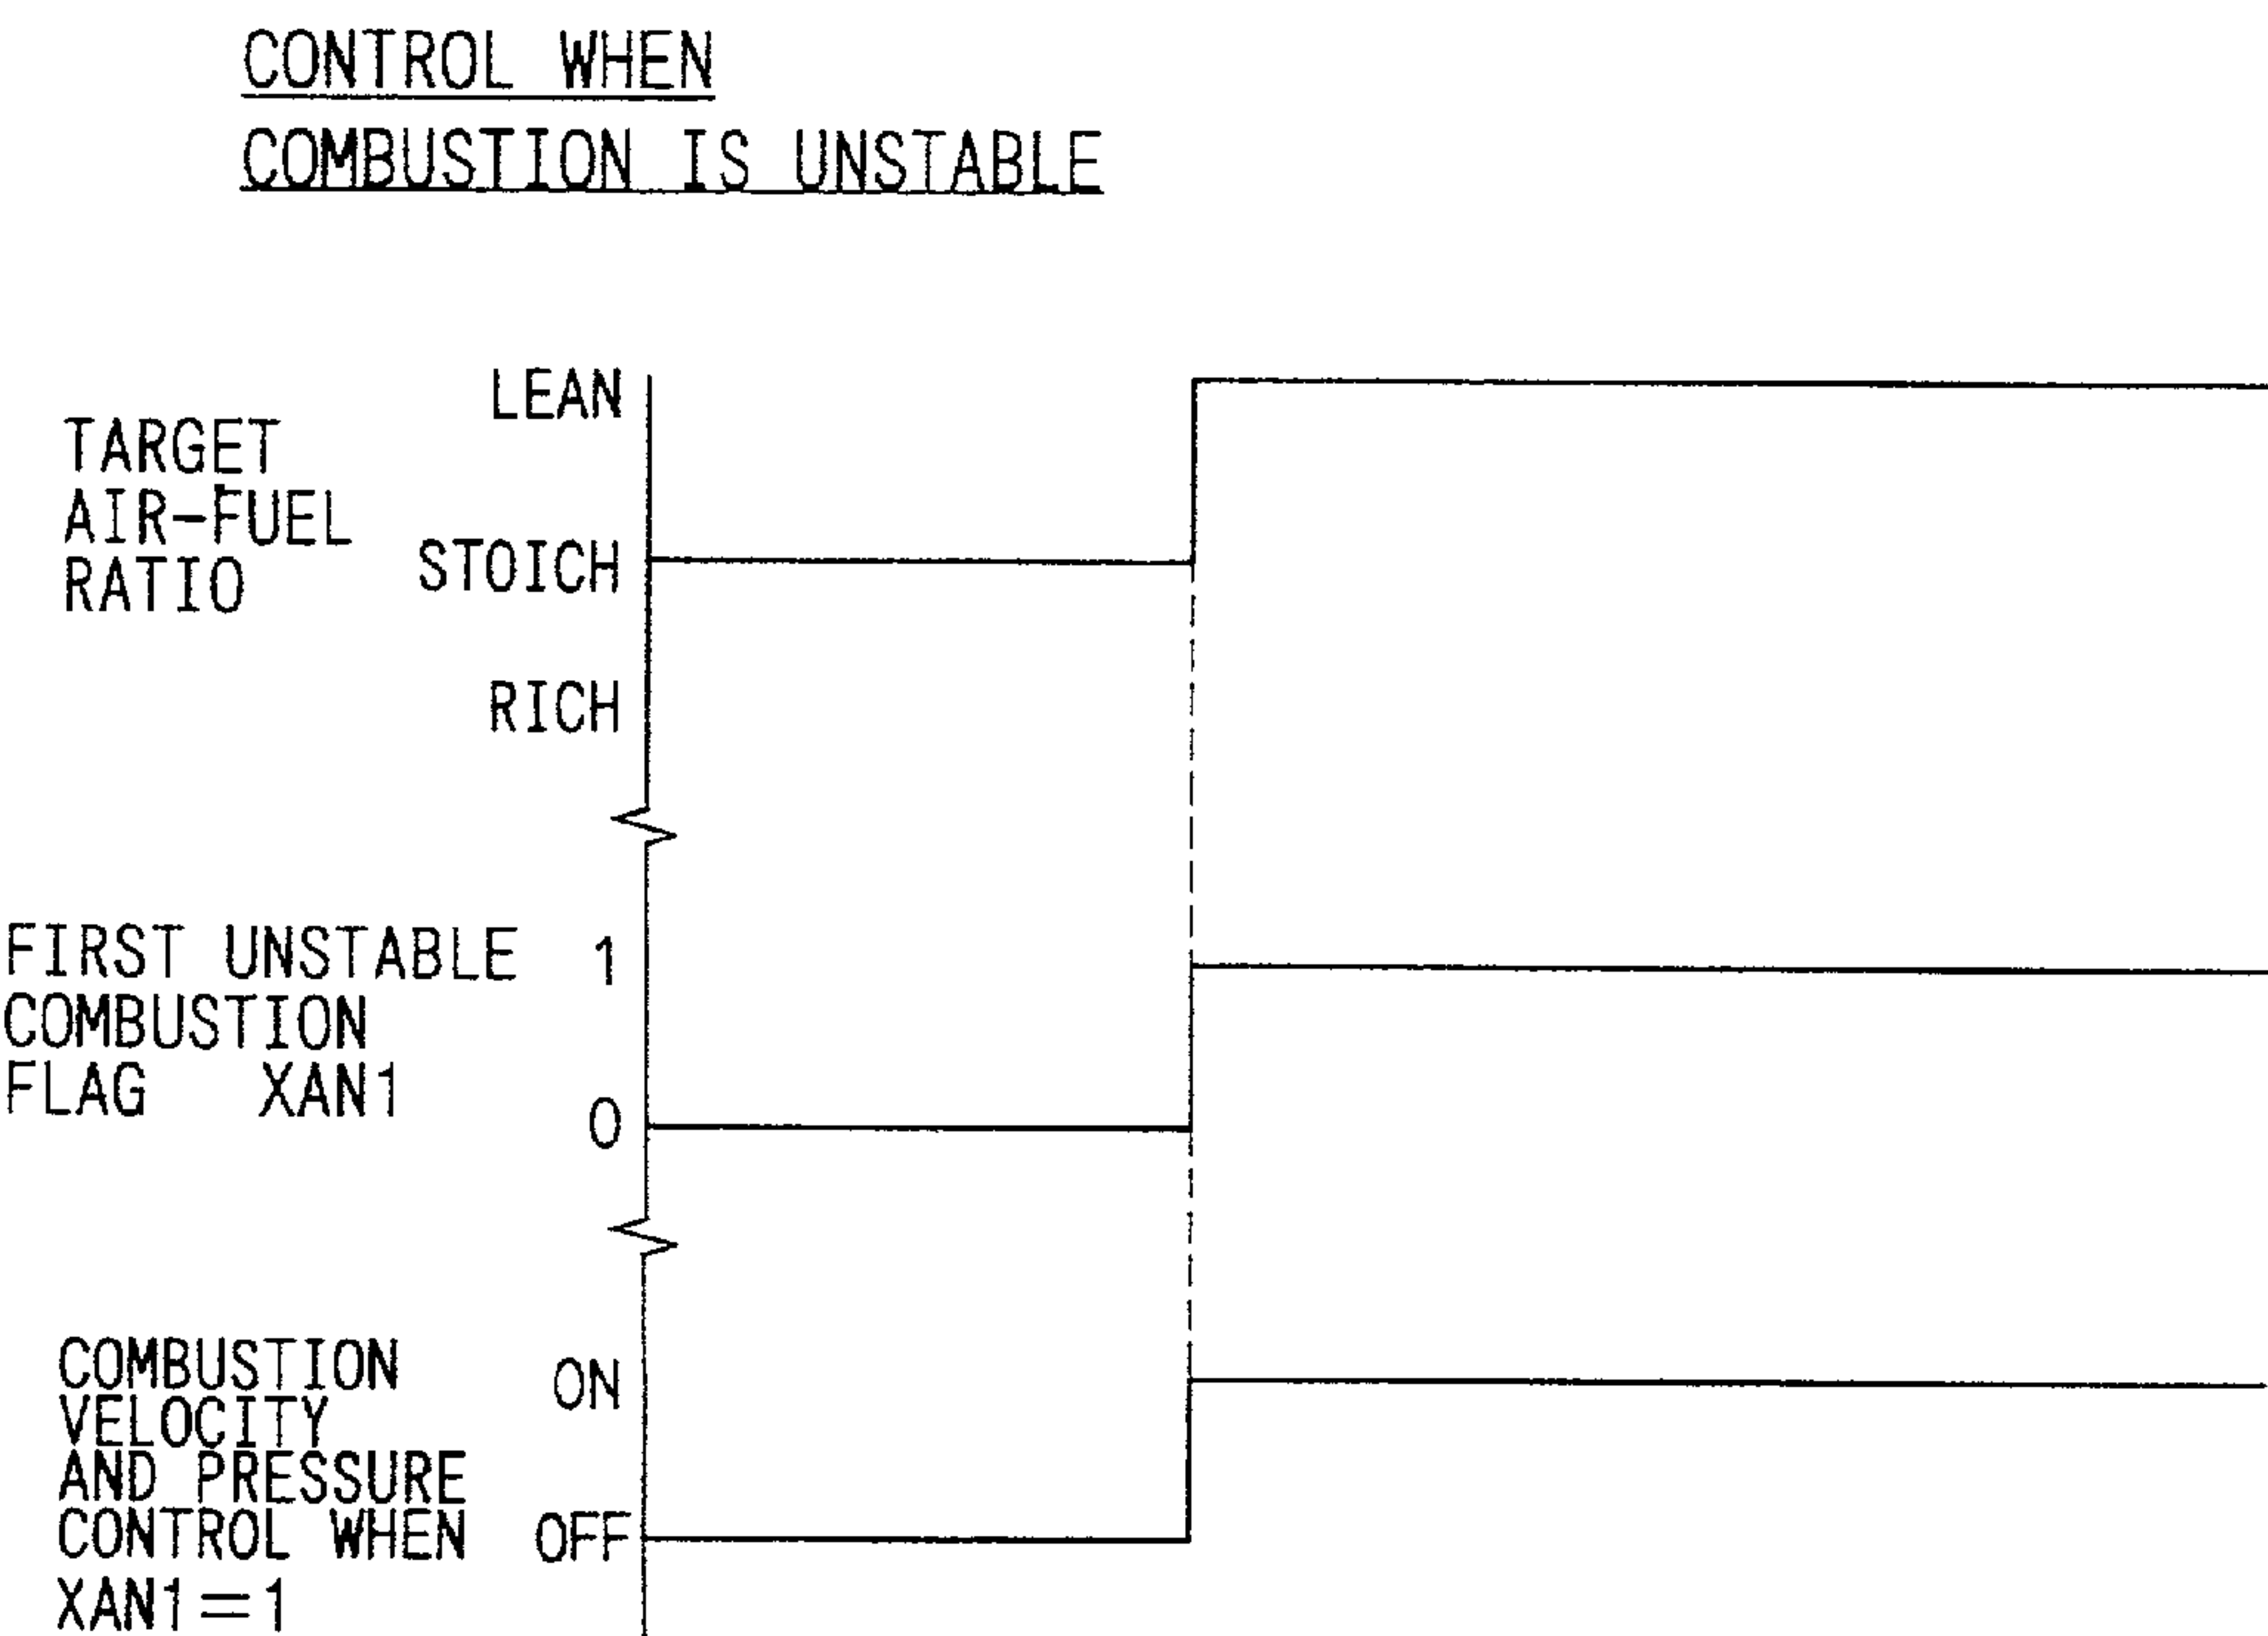 CONTROL WHEN
COMBUSTION IS UNSTABLE
LEAN
TARGET
AIR-FUEL
RATIO
STOICH
RICH
FIRST UNSTABLE
COMBUSTION
FLAG XAN1
1
0
COMBUSTION
VELOCITY
AND PRESSURE
CONTROL WHEN
XAN1=1
ON
OFF